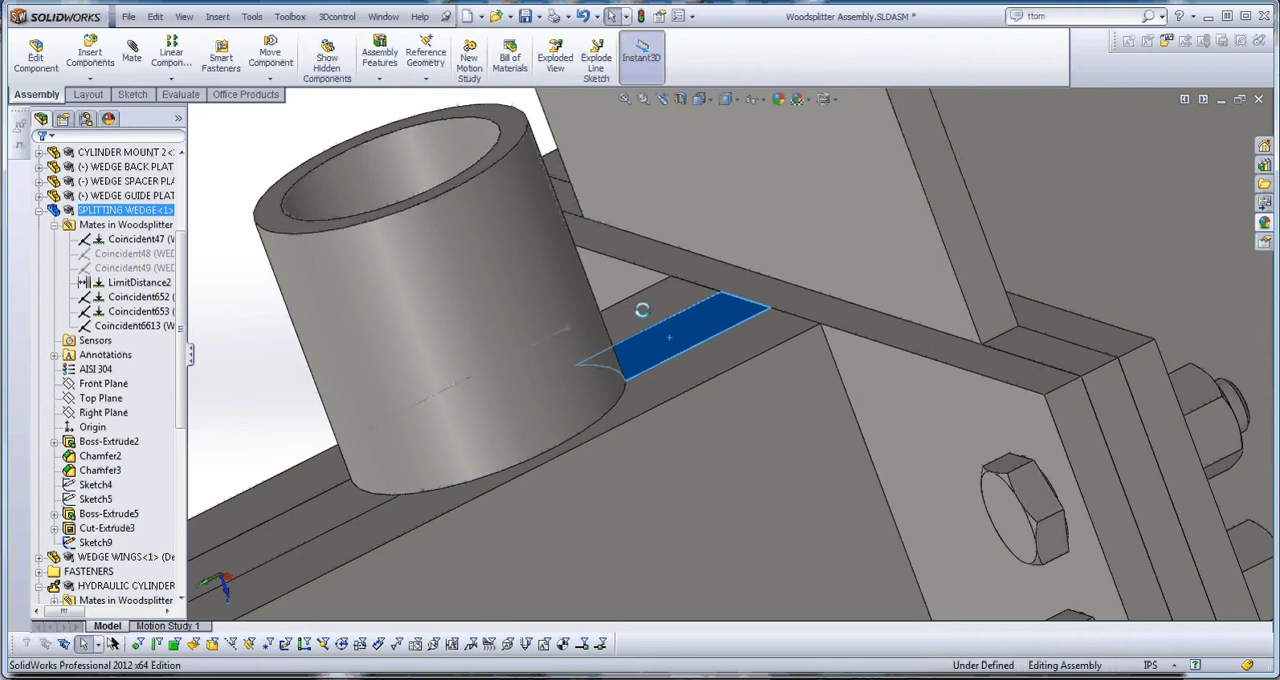 SOLIDWORKS File Edit View Insert Tools Toolbox 3Dcontrol Window Help Woodsplitter Assembly.SLDASM * ttorn
Edit Component
Insert Components
Mate
Linear Compon...
Smart Fasteners
Move Component
Show Hidden Components
Assembly Features
Reference Geometry
New Motion Study
Bill of Materials
Exploded View
Explode Line Sketch
Instant3D
Assembly Layout Sketch Evaluate Office Products
CYLINDER MOUNT 2<
(-) WEDGE BACK PLAT
(-) WEDGE SPACER PLA
(-) WEDGE GUIDE PLAT
SPLITTING WEDGE<1>
Mates in Woodsplitter
Coincident47 (W
Coincident48 (WED
Coincident49 (WED
LimitDistance2
Coincident652 (
Coincident653 (
Coincident6613 (W
Sensors
Annotations
AISI 304
Front Plane
Top Plane
Right Plane
Origin
Boss-Extrude2
Chamfer2
Chamfer3
Sketch4
Sketch5
Boss-Extrude5
Cut-Extrude3
Sketch9
WEDGE WINGS<1> (De
FASTENERS
HYDRAULIC CYLINDER
Mates in Woodsplitter
Model Motion Study 1
SolidWorks Professional 2012 x64 Edition Under Defined Editing Assembly IPS